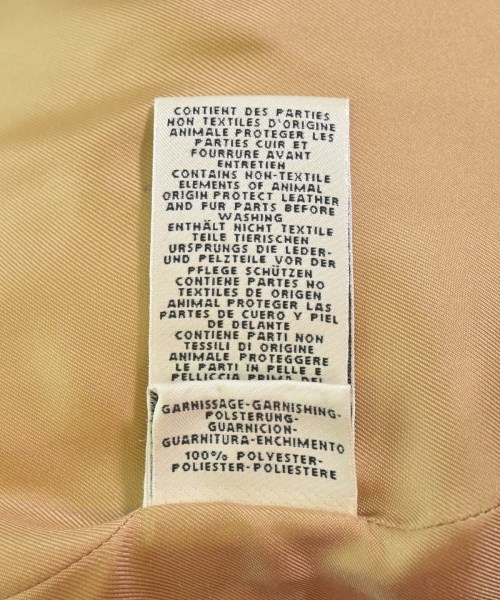 CONTIENT DES PARTIES
NON TEXTILES D'ORIGINE
ANIMALE PROTEGER LES
PARTIES CUIR ET
FOURRURE AVANT
ENTRETIEN
CONTAINS NON-TEXTILE
ELEMENTS OF ANIMAL
ORIGIN PROTECT LEATHER
AND FUR PARTS BEFORE
WASHING
ENTHÄLT NICHT TEXTILE
TEILE TIERISCHEN
URSPRUNGS DIE LEDER-
UND PELZTEILE VOR DER
PFLEGE SCHÜTZEN
CONTIENE PARTES NO
TEXTILES DE ORIGEN
ANIMAL PROTEGER LAS
PARTES DE CUERO Y PIEL
DE DELANTE
CONTIENE PARTI NON
TESSILI DI ORIGINE
ANIMALE PROTEGGERE
LE PARTI IN PELLE E
PELLICCIA PRIMA DEL
GARNISSAGE-GARNISHING-
POLSTERUNG-
GUARNICION-
GUARNITURA-ENCHIMENTO
100% POLYESTER-
POLIESTER-POLIESTERE